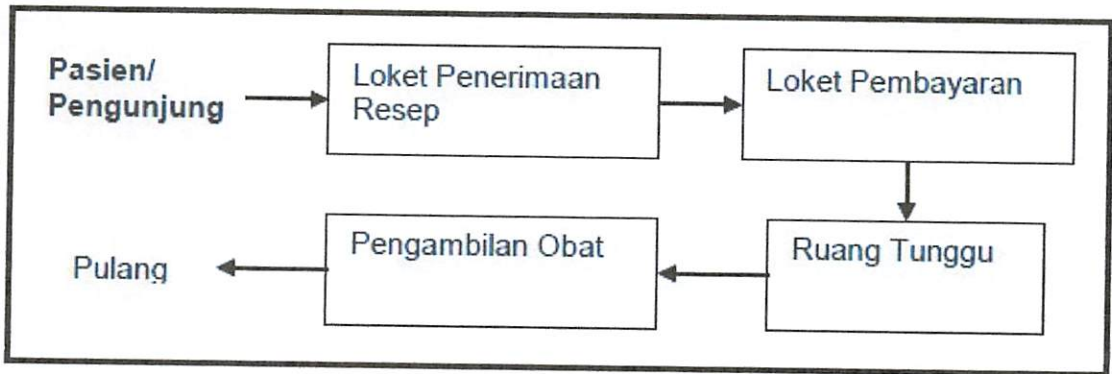 Pasien/
Pengunjung
Loket Penerimaan
Resep
Loket Pembayaran
Ruang Tunggu
Pengambilan Obat
Pulang